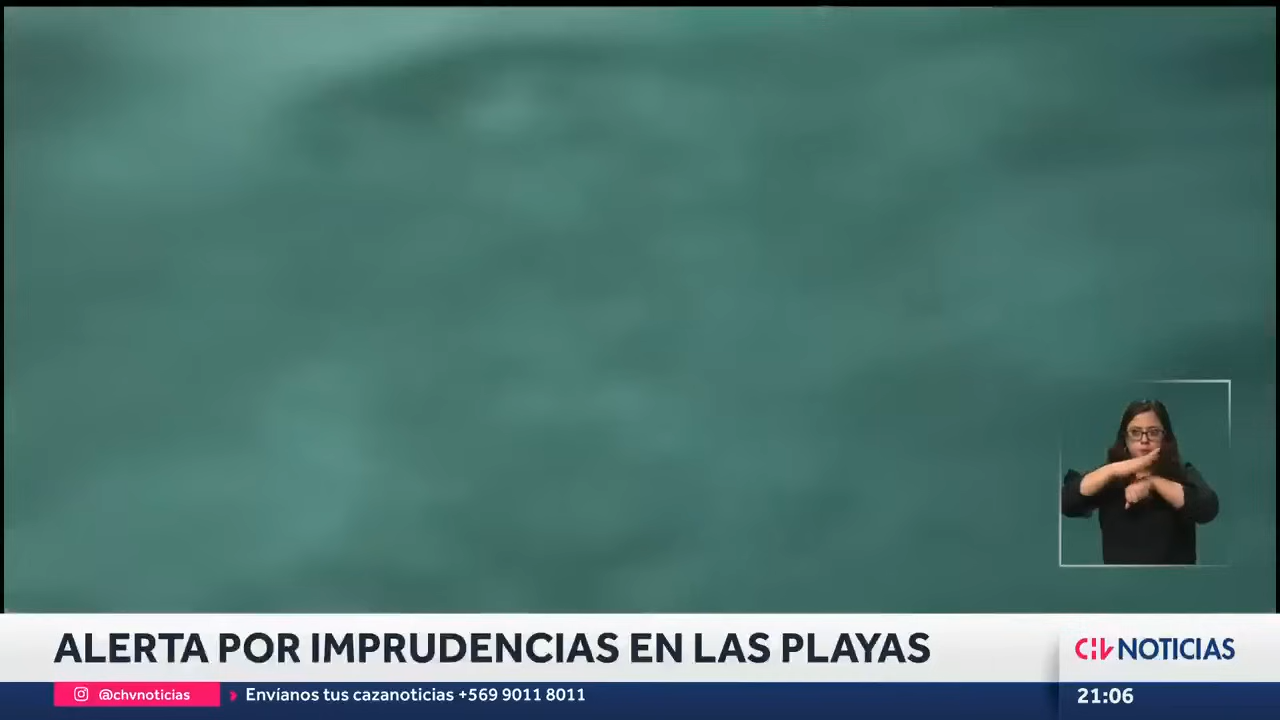 ALERTA POR IMPRUDENCIAS EN LAS PLAYAS
CHV NOTICIAS
@chvnoticias
Envíanos tus cazanoticias +569 9011 8011
21:06